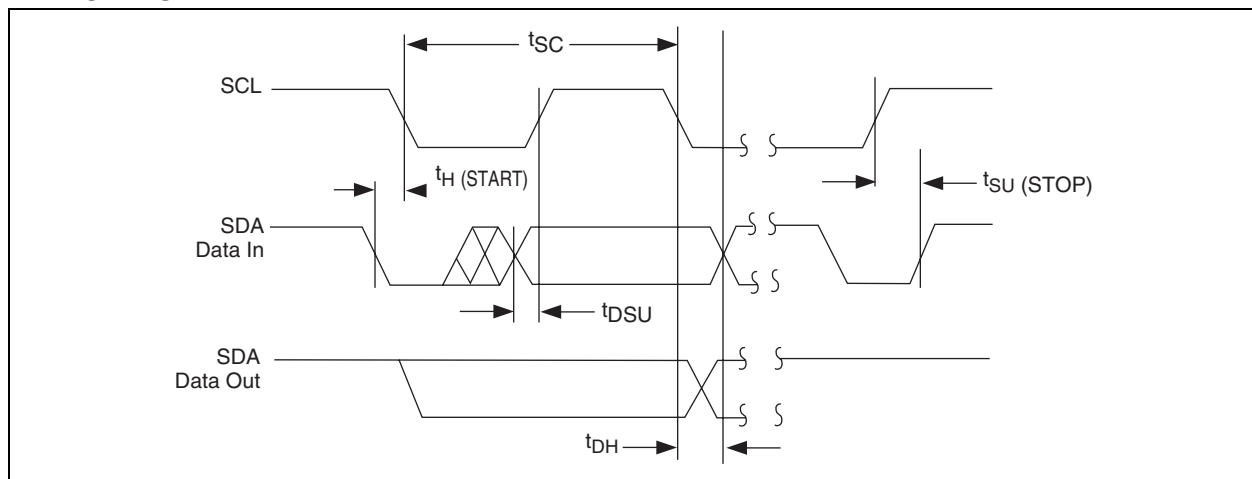 tSC
SCL
tH (START)
tSU (STOP)
SDA
Data In
tDSU
SDA
Data Out
tDH